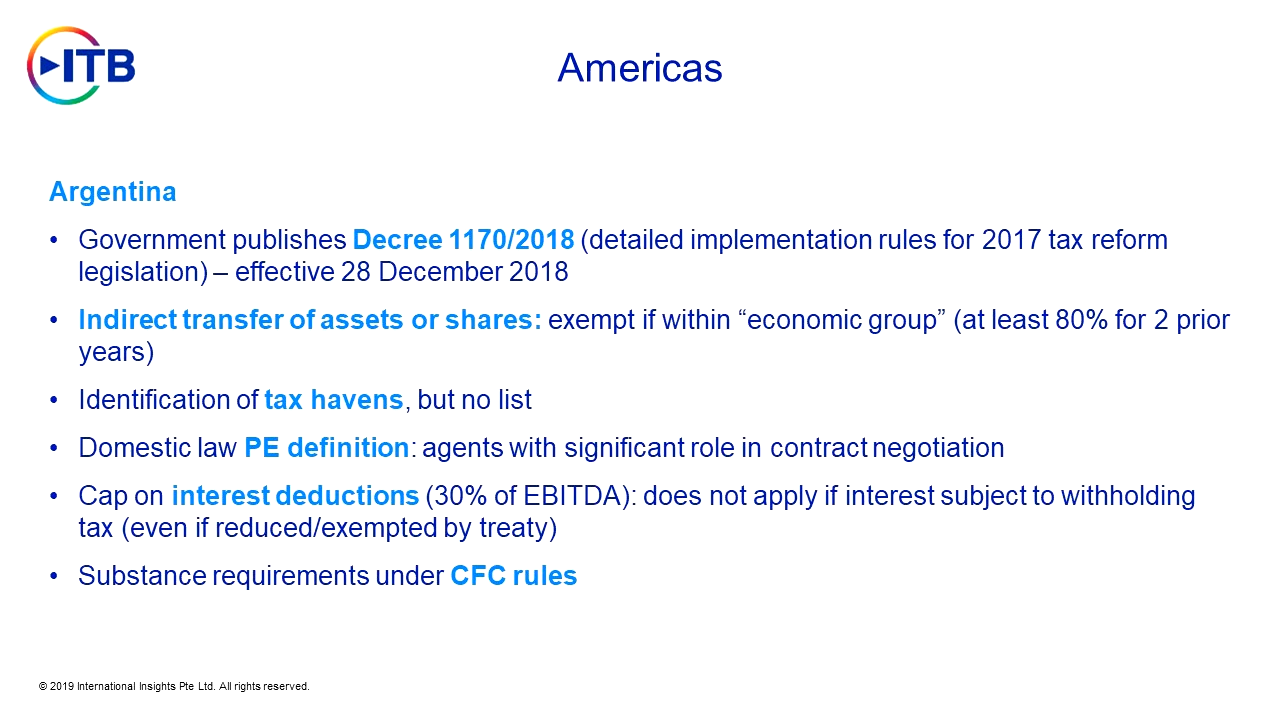 ITB
Americas
Argentina
• Government publishes Decree 1170/2018 (detailed implementation rules for 2017 tax reform
legislation) – effective 28 December 2018
• Indirect transfer of assets or shares: exempt if within “economic group” (at least 80% for 2 prior
years)
• Identification of tax havens, but no list
• Domestic law PE definition: agents with significant role in contract negotiation
• Cap on interest deductions (30% of EBITDA): does not apply if interest subject to withholding
tax (even if reduced/exempted by treaty)
• Substance requirements under CFC rules
© 2019 International Insights Pte Ltd. All rights reserved.